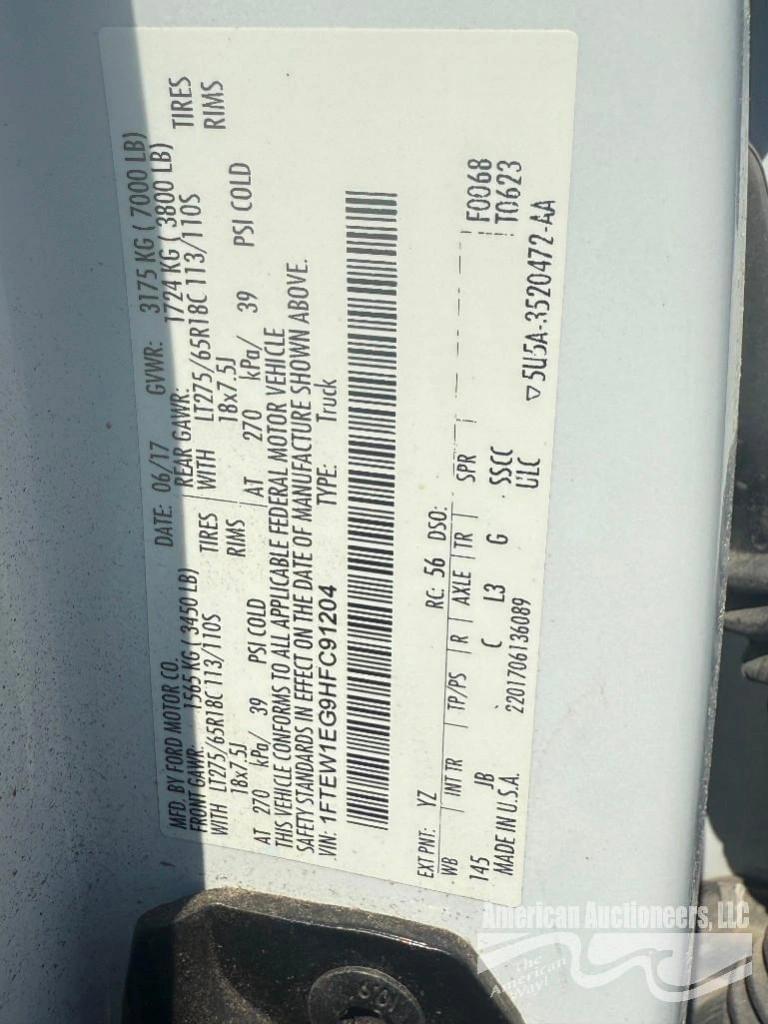 MFD. BY FORD MOTOR CO. DATE: 06/17 GVWR: 3175 KG ( 7000 LB)
FRONT GAWR: 1565 KG ( 3450 LB) REAR GAWR: 1724 KG ( 3800 LB)
WITH LT275/65R18C 113/110S TIRES WITH LT275/65R18C 113/110S TIRES
18x7.5J RIMS 18x7.5J RIMS
AT 270 kPa/ 39 PSI COLD AT 270 kPa/ 39 PSI COLD
THIS VEHICLE CONFORMS TO ALL APPLICABLE FEDERAL MOTOR VEHICLE
SAFETY STANDARDS IN EFFECT ON THE DATE OF MANUFACTURE SHOWN ABOVE.
VIN: 1FTEW1EG9HFC91204 TYPE: Truck
EXT PNT: YZ RC: 56 DSO: F0068
WB INT TR TP/PS R AXLE TR SPR T0623
145 JB C L3 G SSCC
MADE IN U.S.A. 2201706136089 ULC
▽5U5A-3520472-AA
American Auctioneers, LLC
The American Way!